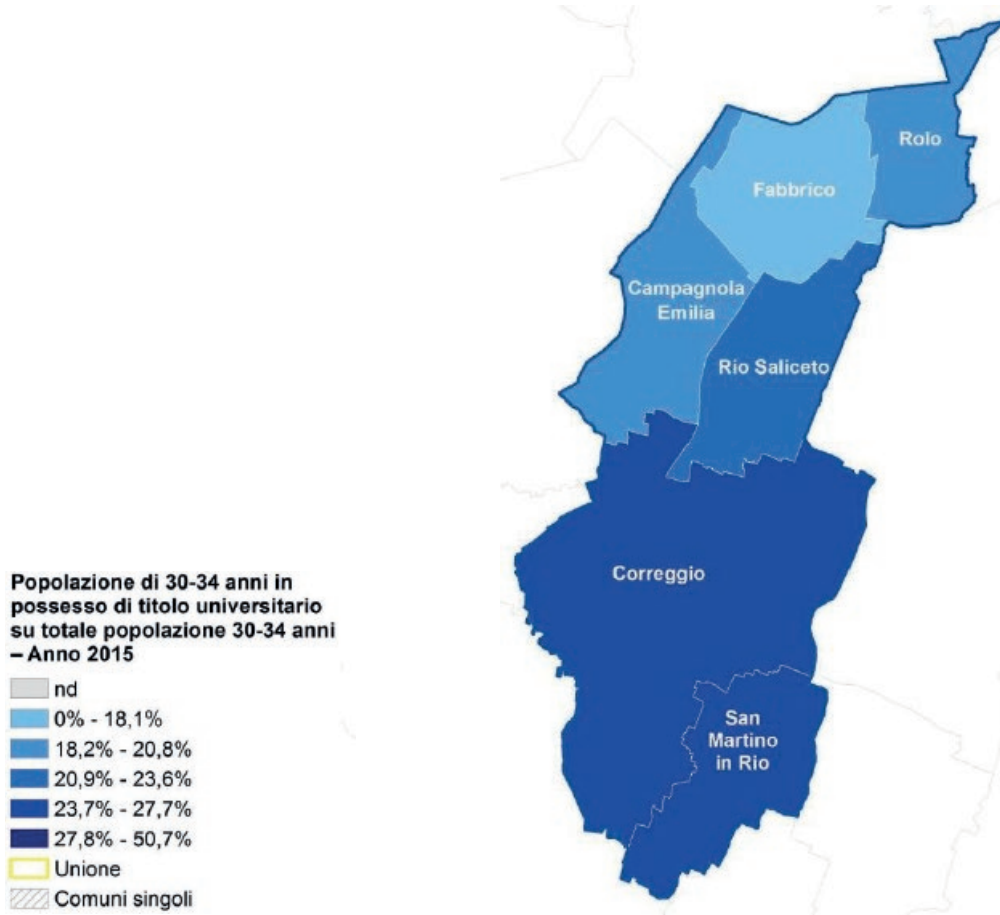 Rolo
Fabbrico
Campagnola
Emilia
Rio Saliceto
Correggio
San
Martino
in Rio
Popolazione di 30-34 anni in
possesso di titolo universitario
su totale popolazione 30-34 anni
– Anno 2015
nd
0% - 18,1%
18,2% - 20,8%
20,9% - 23,6%
23,7% - 27,7%
27,8% - 50,7%
Unione
Comuni singoli